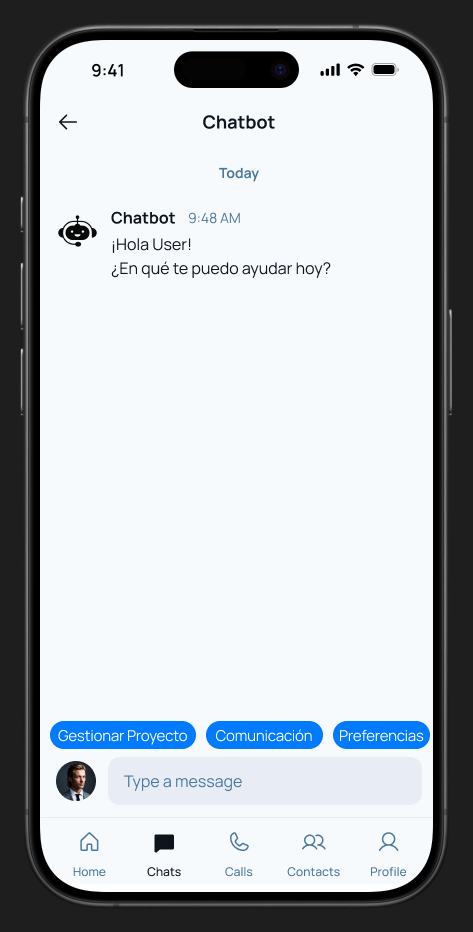 9:41
Chatbot
Today
Chatbot 9:48 AM
¡Hola User!
¿En qué te puedo ayudar hoy?
Gestionar Proyecto Comunicación Preferencias
Type a message
Home Chats Calls Contacts Profile